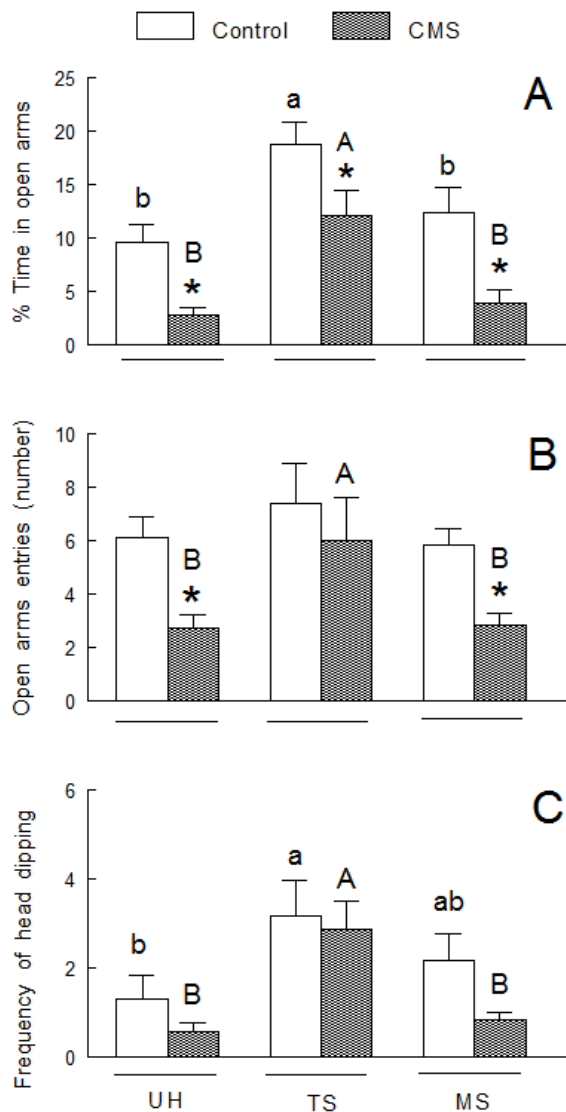 Control CMS
A
% Time in open arms
25
20
15
10
5
0
b
B
*
a
A
*
b
B
*
B
Open arms entries (number)
10
8
6
4
2
0
B
*
A
B
*
C
Frequency of head dipping
6
4
2
0
b
B
a
A
ab
B
UH TS MS